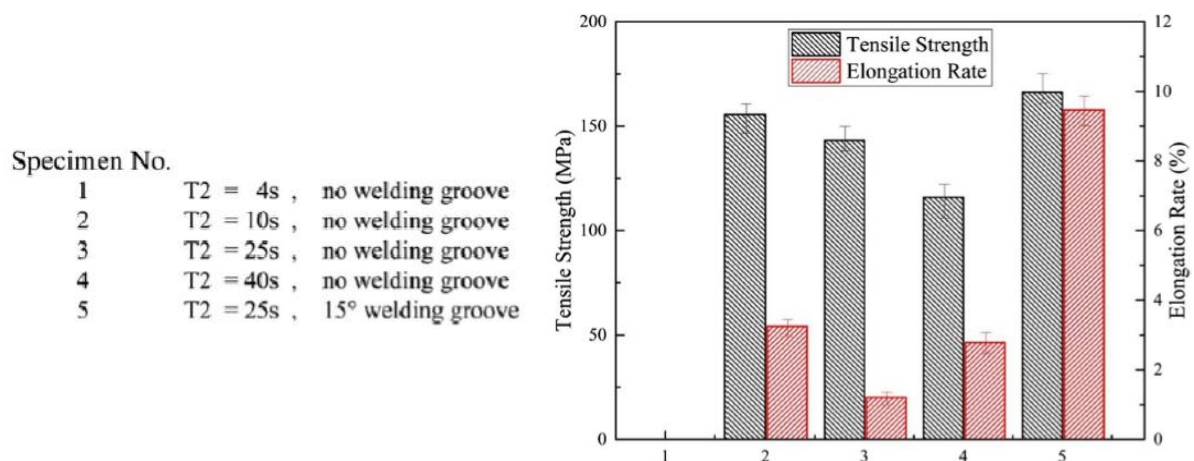 Specimen No.
1 T2 = 4s , no welding groove
2 T2 = 10s , no welding groove
3 T2 = 25s , no welding groove
4 T2 = 40s , no welding groove
5 T2 = 25s , 15° welding groove
Tensile Strength
Elongation Rate
Tensile Strength (MPa)
200
150
100
50
0
Elongation Rate (%)
12
10
8
6
4
2
0
1 2 3 4 5